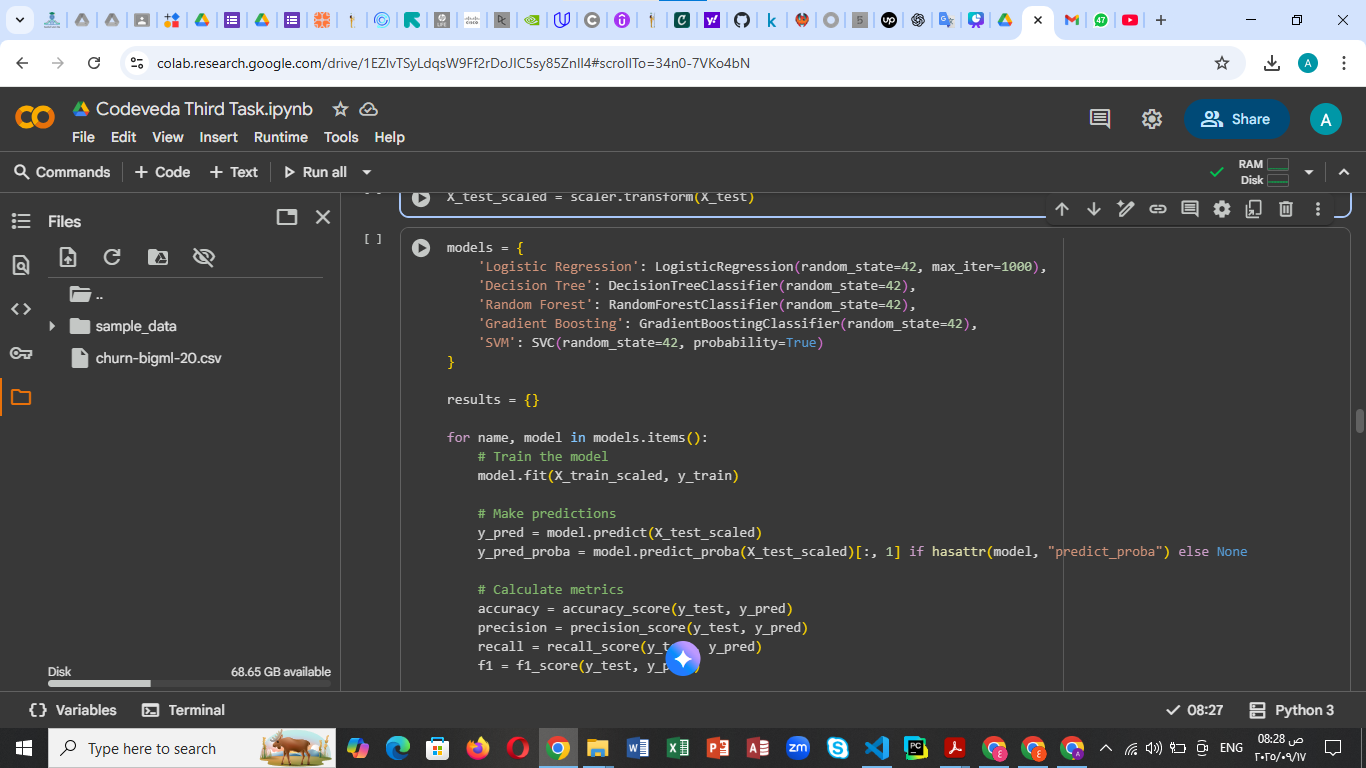 colab.research.google.com/drive/1EZIvTSyLdqsW9Ff2rDoJIC5sy85ZnIl4#scrollTo=34n0-7VKo4bN
A
Codeveda Third Task.ipynb
File Edit View Insert Runtime Tools Help
Share
A
Commands + Code + Text Run all
RAM
Disk
Files
..
sample_data
churn-bigml-20.csv
Disk 68.65 GB available
X_test_scaled = scaler.transform(X_test)
[ ]
models = {
'Logistic Regression': LogisticRegression(random_state=42, max_iter=1000),
'Decision Tree': DecisionTreeClassifier(random_state=42),
'Random Forest': RandomForestClassifier(random_state=42),
'Gradient Boosting': GradientBoostingClassifier(random_state=42),
'SVM': SVC(random_state=42, probability=True)
}
results = {}
for name, model in models.items():
# Train the model
model.fit(X_train_scaled, y_train)
# Make predictions
y_pred = model.predict(X_test_scaled)
y_pred_proba = model.predict_proba(X_test_scaled)[:, 1] if hasattr(model, "predict_proba") else None
# Calculate metrics
accuracy = accuracy_score(y_test, y_pred)
precision = precision_score(y_test, y_pred)
recall = recall_score( y_pred)
f1 = f1_score(y_test,
Variables Terminal 08:27 Python 3
Type here to search
ENG
08:28 ص
٢٠٢٥/٠٩/١٧